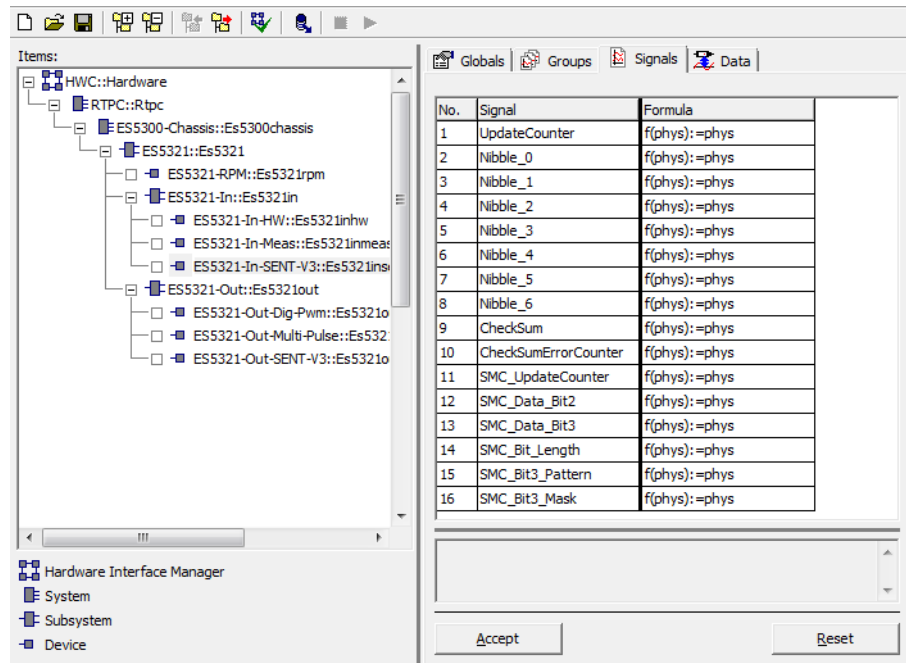 Items:
HWC::Hardware
RTPC::Rtpc
ES5300-Chassis::Es5300chassis
ES5321::Es5321
ES5321-RPM::Es5321rpm
ES5321-In::Es5321in
ES5321-In-HW::Es5321inhw
ES5321-In-Meas::Es5321inmeas
ES5321-In-SENT-V3::Es5321inse
ES5321-Out::Es5321out
ES5321-Out-Dig-Pwm::Es5321o
ES5321-Out-Multi-Pulse::Es532
ES5321-Out-SENT-V3::Es5321o
Hardware Interface Manager
System
Subsystem
Device
Globals Groups Signals Data
No. Signal Formula
1 UpdateCounter f(phys):=phys
2 Nibble_0 f(phys):=phys
3 Nibble_1 f(phys):=phys
4 Nibble_2 f(phys):=phys
5 Nibble_3 f(phys):=phys
6 Nibble_4 f(phys):=phys
7 Nibble_5 f(phys):=phys
8 Nibble_6 f(phys):=phys
9 CheckSum f(phys):=phys
10 CheckSumErrorCounter f(phys):=phys
11 SMC_UpdateCounter f(phys):=phys
12 SMC_Data_Bit2 f(phys):=phys
13 SMC_Data_Bit3 f(phys):=phys
14 SMC_Bit_Length f(phys):=phys
15 SMC_Bit3_Pattern f(phys):=phys
16 SMC_Bit3_Mask f(phys):=phys
Accept Reset